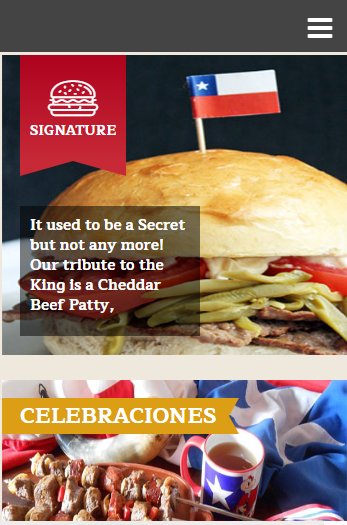 SIGNATURE
It used to be a Secret
but not any more!
Our tribute to the
King is a Cheddar
Beef Patty,
CELEBRACIONES